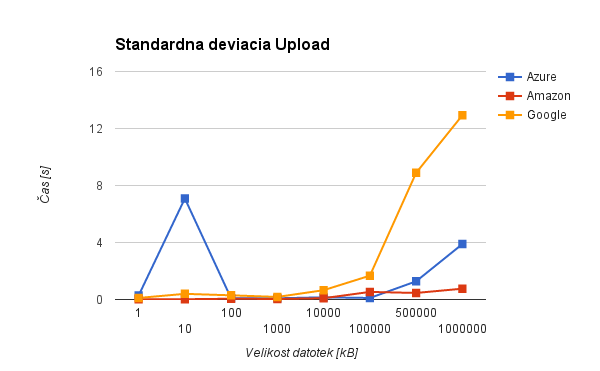 Standardna deviacia Upload
16
12
8
4
0
Čas [s]
Azure
Amazon
Google
1
10
100
1000
10000
100000
500000
1000000
Velikost datotek [kB]